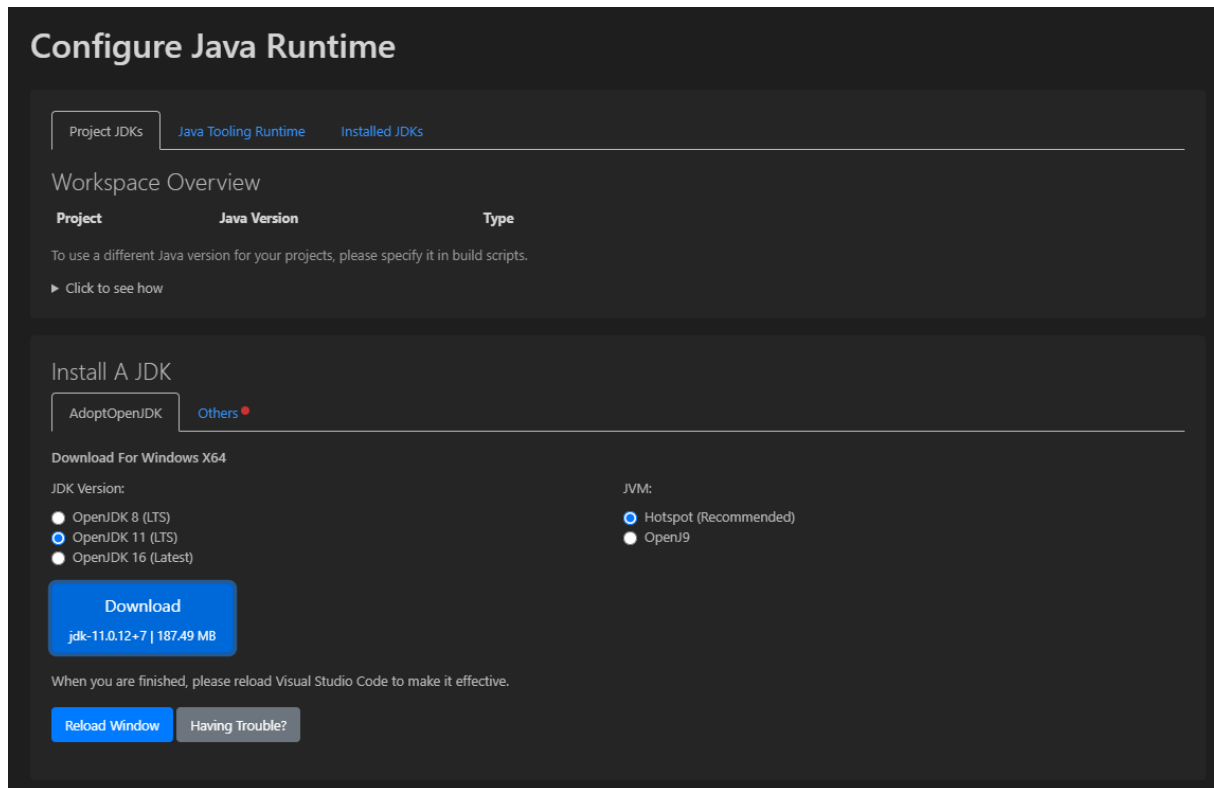 Configure Java Runtime
Project JDKs Java Tooling Runtime Installed JDKs
Workspace Overview
Project Java Version Type
To use a different Java version for your projects, please specify it in build scripts.
Click to see how
Install A JDK
AdoptOpenJDK Others
Download For Windows X64
JDK Version: JVM:
OpenJDK 8 (LTS) Hotspot (Recommended)
OpenJDK 11 (LTS) OpenJ9
OpenJDK 16 (Latest)
Download
jdk-11.0.12+7 | 187.49 MB
When you are finished, please reload Visual Studio Code to make it effective.
Reload Window Having Trouble?